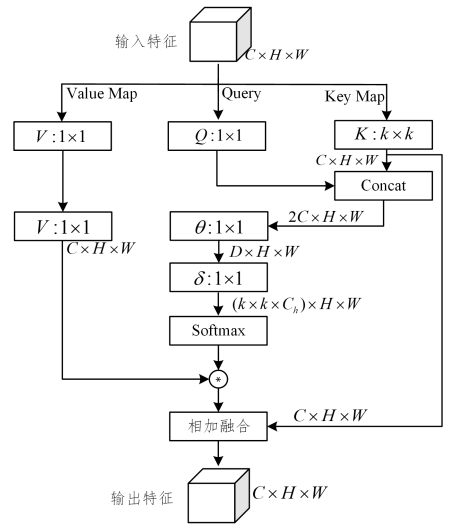 输入特征
C×H×W
Value Map
Query
Key Map
V:1×1
Q:1×1
K:k×k
C×H×W
Concat
2C×H×W
V:1×1
θ:1×1
C×H×W
D×H×W
δ:1×1
(k×k×Cₕ)×H×W
Softmax
*
C×H×W
相加融合
输出特征
C×H×W